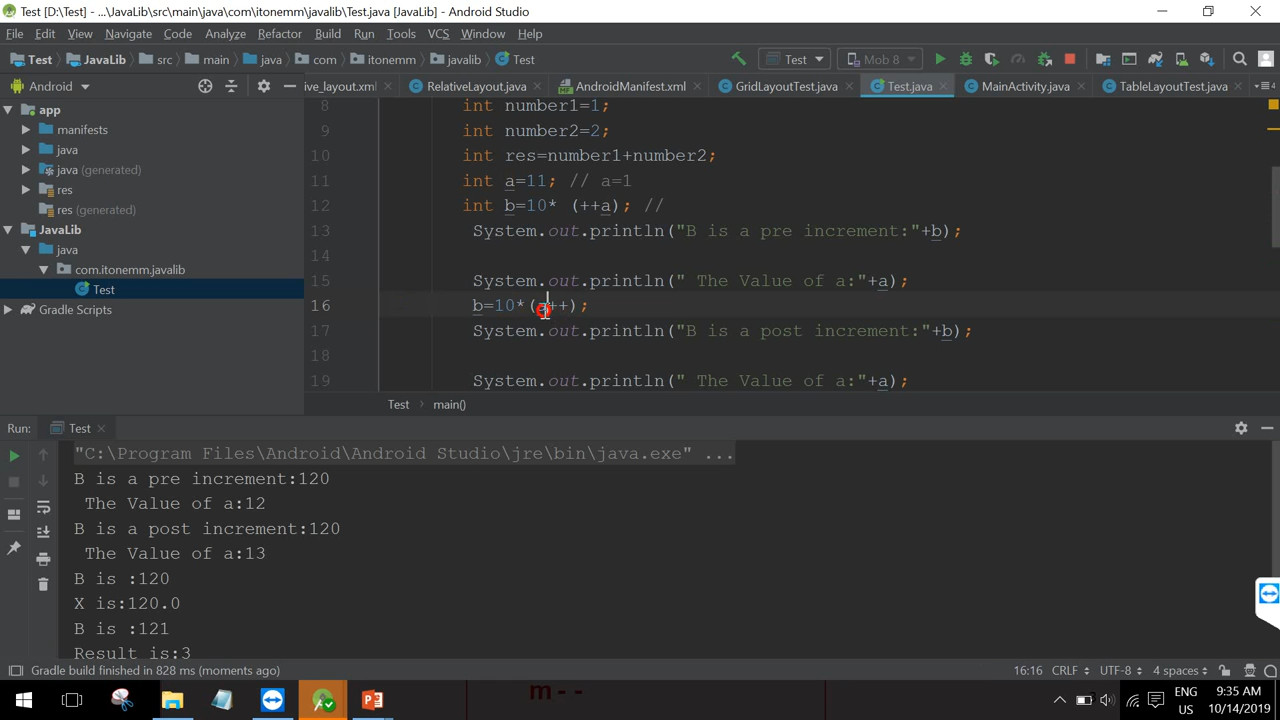 Test [D:\Test] - ...\JavaLib\src\main\java\com\itonemm\javalib\Test.java [JavaLib] - Android Studio
File Edit View Navigate Code Analyze Refactor Build Run Tools VCS Window Help
Test JavaLib src main java com itonemm javalib Test Test Mob 8
Android ive_layout.xml RelativeLayout.java AndroidManifest.xml GridLayoutTest.java Test.java MainActivity.java TableLayoutTest.java
app
manifests
java
java (generated)
res
res (generated)
JavaLib
java
com.itonemm.javalib
Test
Gradle Scripts
8 int number1=1;
9 int number2=2;
10 int res=number1+number2;
11 int a=11; // a=1
12 int b=10* (++a); //
13 System.out.println("B is a pre increment:"+b);
14
15 System.out.println(" The Value of a:"+a);
16 b=10*(a++);
17 System.out.println("B is a post increment:"+b);
18
19 System.out.println(" The Value of a:"+a);
Test main()
Run: Test
"C:\Program Files\Android\Android Studio\jre\bin\java.exe" ...
B is a pre increment:120
The Value of a:12
B is a post increment:120
The Value of a:13
B is :120
X is:120.0
B is :121
Result is:3
Gradle build finished in 828 ms (moments ago) 16:16 CRLF UTF-8 4 spaces
m - -
ENG
US
9:35 AM
10/14/2019